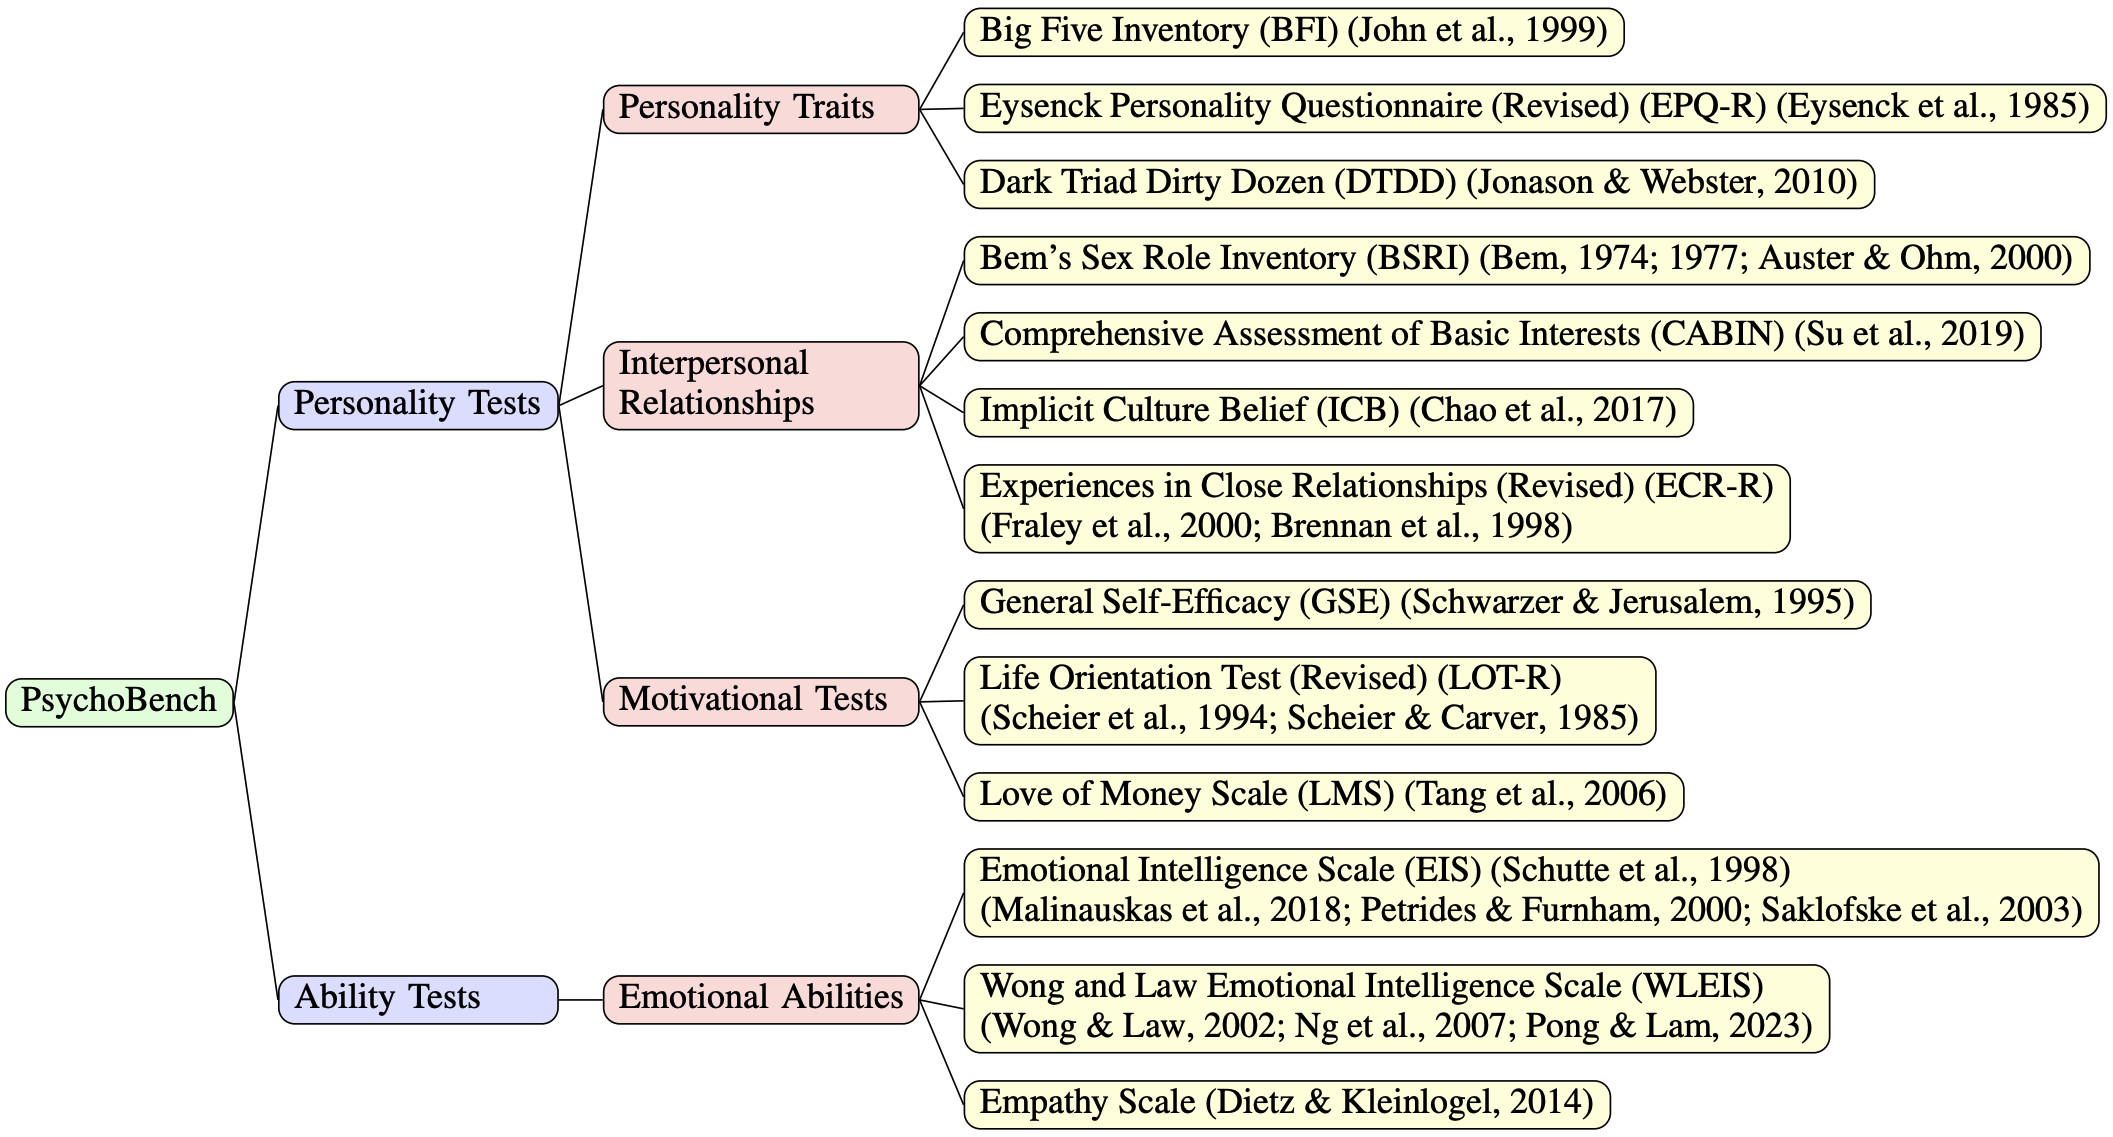 Big Five Inventory (BFI) (John et al., 1999)
Personality Traits
Eysenck Personality Questionnaire (Revised) (EPQ-R) (Eysenck et al., 1985)
Dark Triad Dirty Dozen (DTDD) (Jonason & Webster, 2010)
Bem’s Sex Role Inventory (BSRI) (Bem, 1974; 1977; Auster & Ohm, 2000)
Comprehensive Assessment of Basic Interests (CABIN) (Su et al., 2019)
Interpersonal
Relationships
Personality Tests
Implicit Culture Belief (ICB) (Chao et al., 2017)
Experiences in Close Relationships (Revised) (ECR-R)
(Fraley et al., 2000; Brennan et al., 1998)
General Self-Efficacy (GSE) (Schwarzer & Jerusalem, 1995)
PsychoBench
Motivational Tests
Life Orientation Test (Revised) (LOT-R)
(Scheier et al., 1994; Scheier & Carver, 1985)
Love of Money Scale (LMS) (Tang et al., 2006)
Emotional Intelligence Scale (EIS) (Schutte et al., 1998)
(Malinauskas et al., 2018; Petrides & Furnham, 2000; Saklofske et al., 2003)
Ability Tests
Emotional Abilities
Wong and Law Emotional Intelligence Scale (WLEIS)
(Wong & Law, 2002; Ng et al., 2007; Pong & Lam, 2023)
Empathy Scale (Dietz & Kleinlogel, 2014)